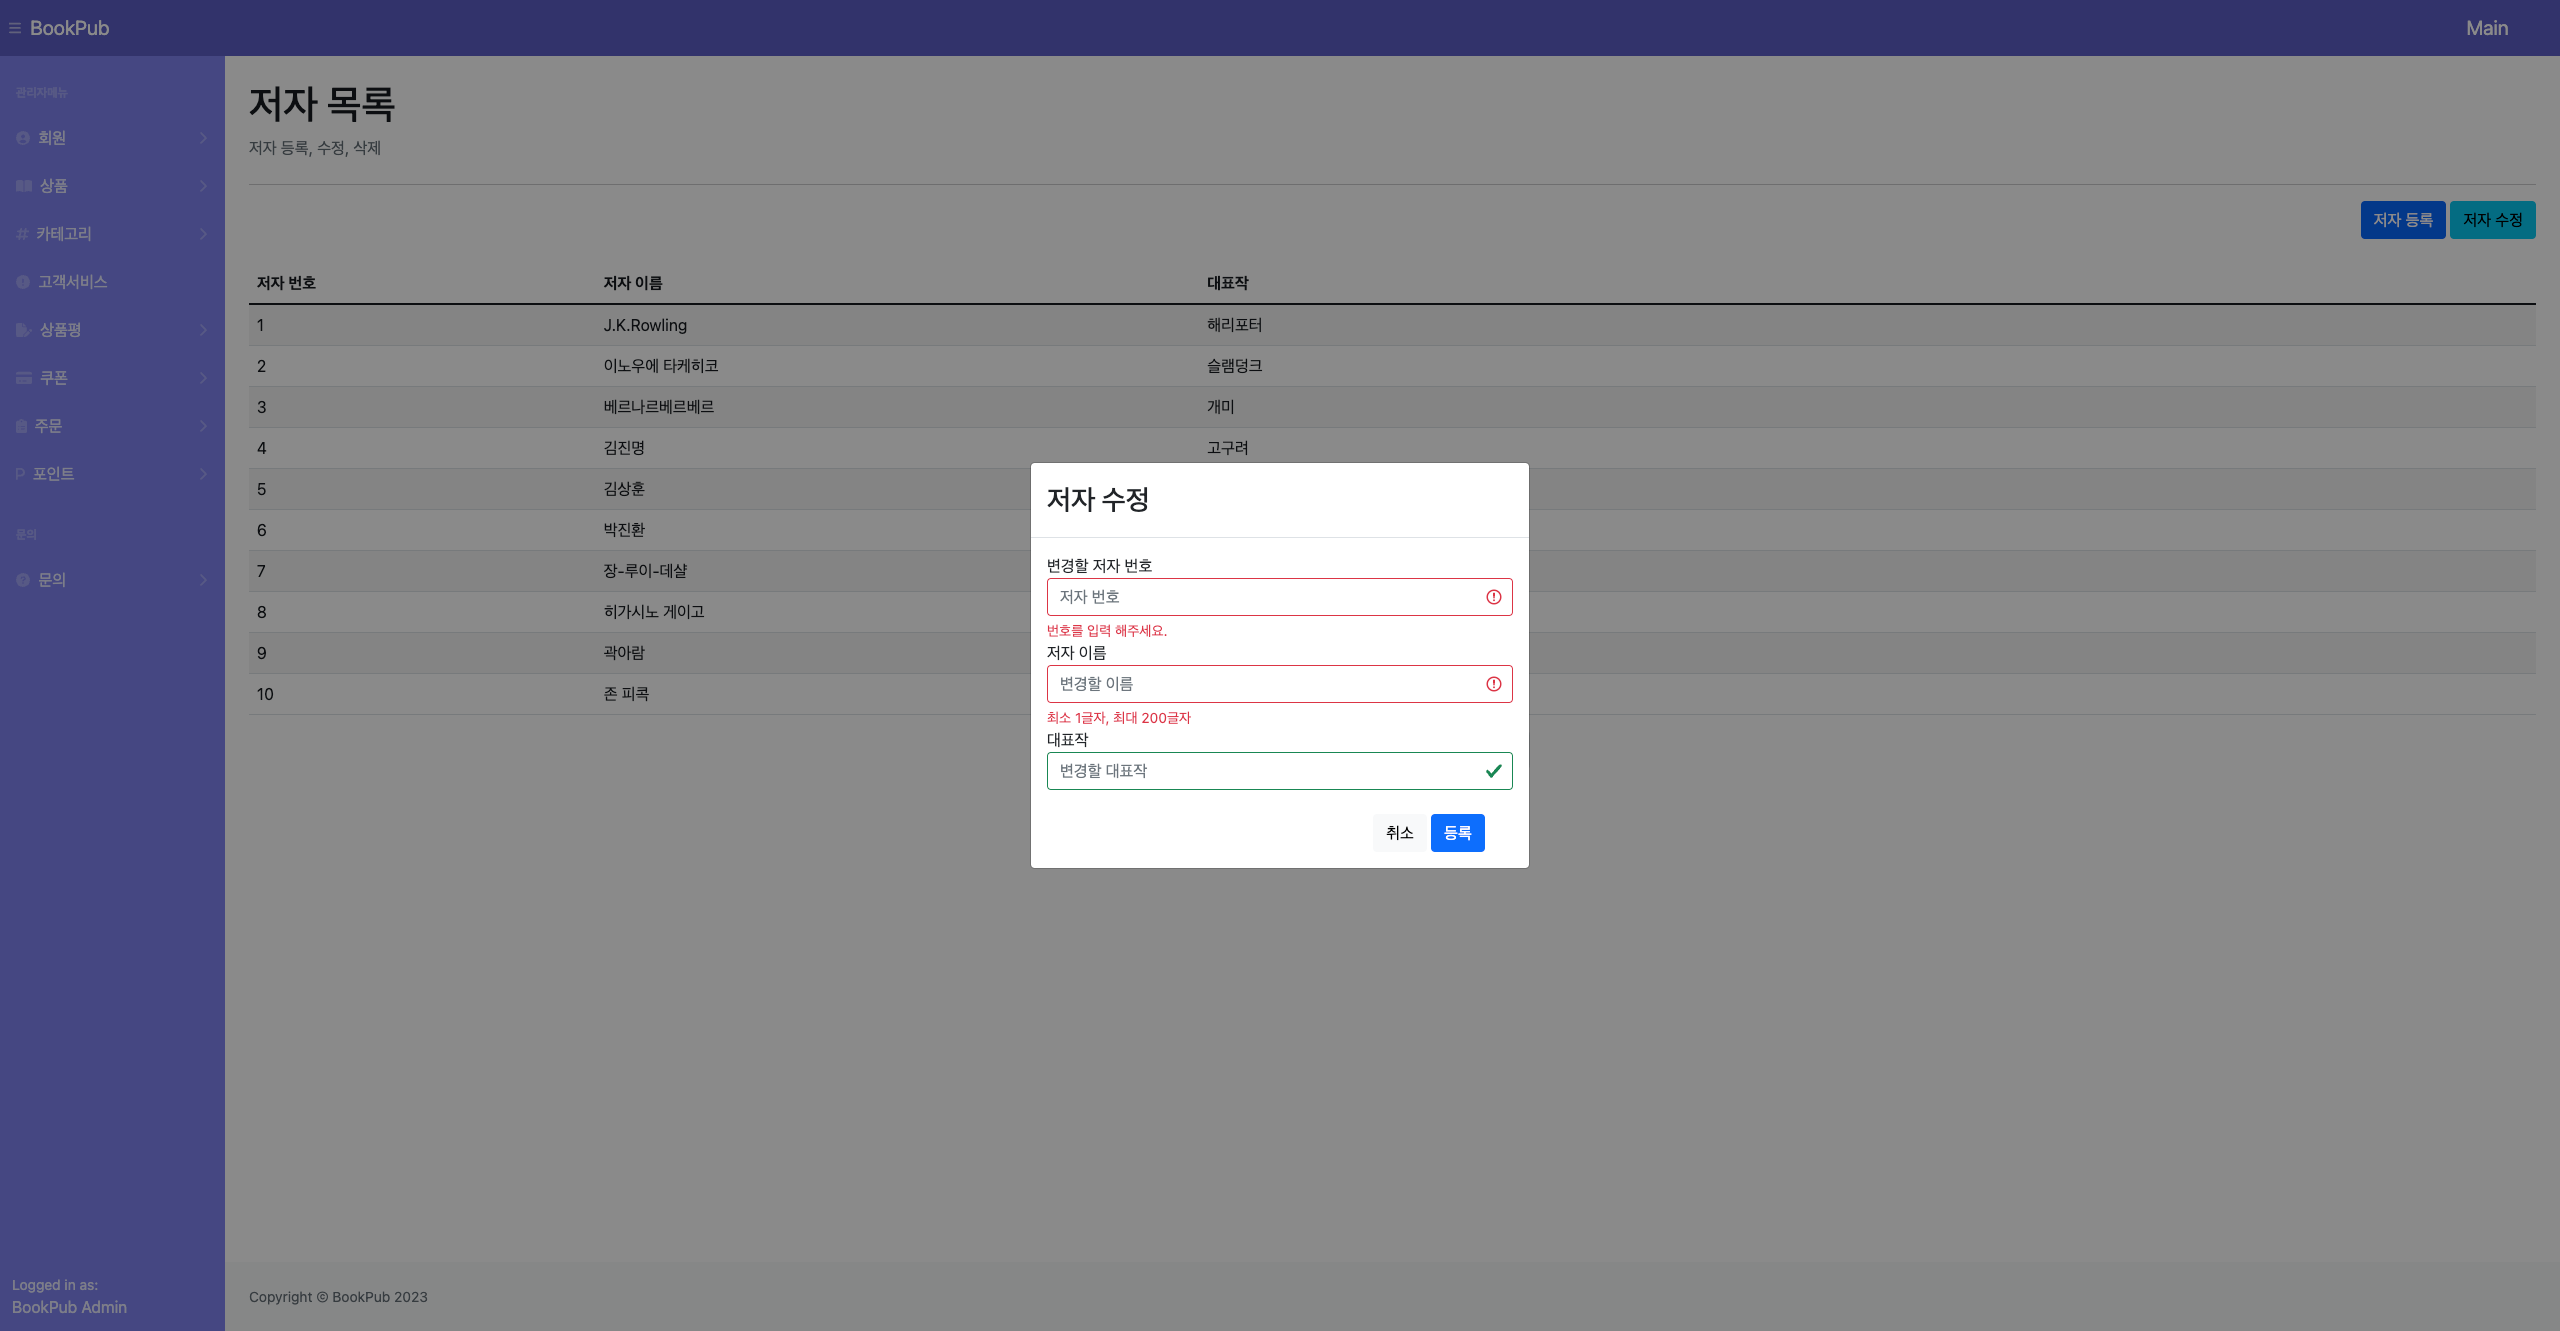 BookPub
Main
관리자메뉴
회원
상품
카테고리
고객서비스
상품평
쿠폰
주문
P 포인트
문의
문의
Logged in as:
BookPub Admin
저자 목록
저자 등록, 수정, 삭제
저자 등록 저자 수정
저자 번호 저자 이름 대표작
1 J.K.Rowling 해리포터
2 이노우에 타케히코 슬램덩크
3 베르나르베르베르 개미
4 김진명 고구려
5 김상훈
6 박진환
7 장-루이-데샬
8 히가시노 게이고
9 곽아람
10 존 피콕
저자 수정
변경할 저자 번호
저자 번호
번호를 입력 해주세요.
저자 이름
변경할 이름
최소 1글자, 최대 200글자
대표작
변경할 대표작
취소 등록
Copyright © BookPub 2023